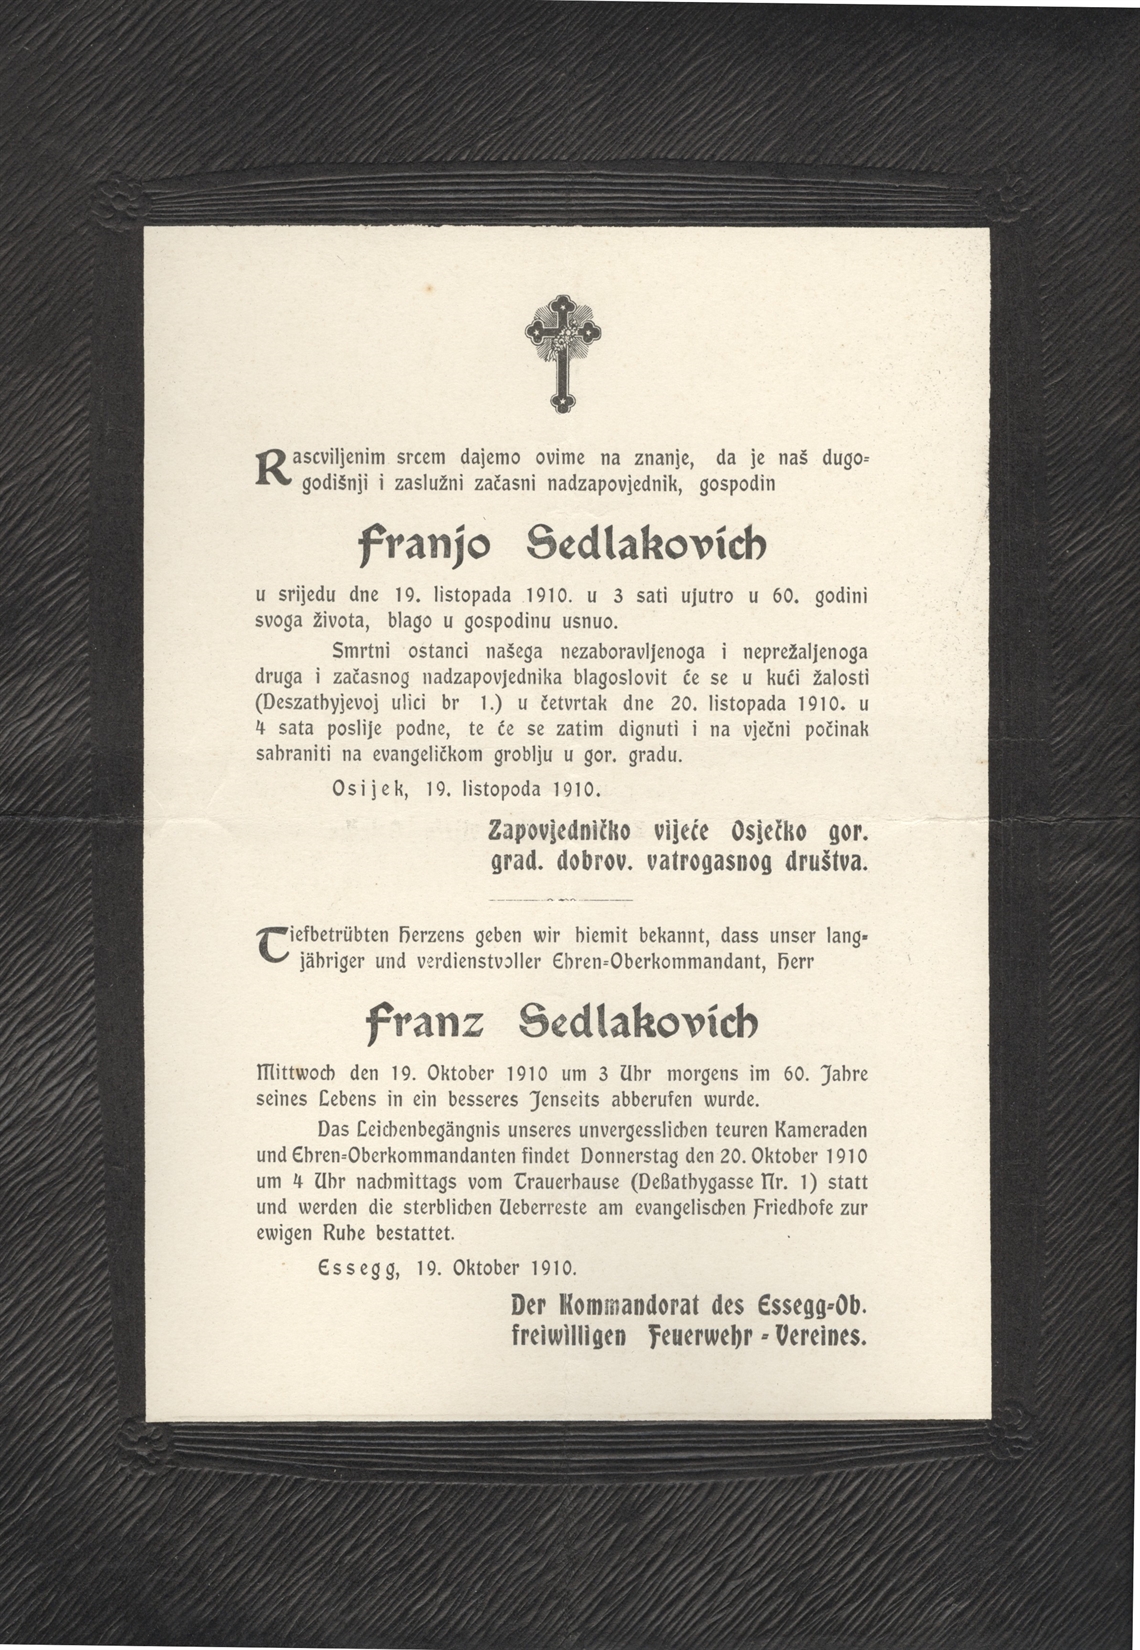 Rascviljenim srcem dajemo ovime na znanje, da je naš dugo-
godišnji i zaslužni začasni nadzapovjednik, gospodin
Franjo Sedlakovich
u srijedu dne 19. listopada 1910. u 3 sati ujutro u 60. godini
svoga života, blago u gospodinu usnuo.
Smrtni ostanci našega nezaboravljenoga i neprežaljenoga
druga i začasnog nadzapovjednika blagoslovit će se u kući žalosti
(Deszathyjevoj ulici br 1.) u četvrtak dne 20. listopada 1910. u
4 sata poslije podne, te će se zatim dignuti i na vječni počinak
sahraniti na evangeličkom groblju u gor. gradu.
Osijek, 19. listopoda 1910.
Zapovjedničko vijeće Osječko gor.
grad. dobrov. vatrogasnog društva.
Tiefbetrübten Herzens geben wir hiemit bekannt, dass unser lang-
jähriger und verdienstvoller Ehren-Oberkommandant, Herr
Franz Sedlakovich
Mittwoch den 19. Oktober 1910 um 3 Uhr morgens im 60. Jahre
seines Lebens in ein besseres Jenseits abberufen wurde.
Das Leichenbegängnis unseres unvergesslichen teuren Kameraden
und Ehren-Oberkommandanten findet Donnerstag den 20. Oktober 1910
um 4 Uhr nachmittags vom Trauerhause (Deßathygasse Nr. 1) statt
und werden die sterblichen Ueberreste am evangelischen Friedhofe zur
ewigen Ruhe bestattet.
Essegg, 19. Oktober 1910.
Der Kommandorat des Essegg-Ob.
freiwilligen Feuerwehr-Vereines.